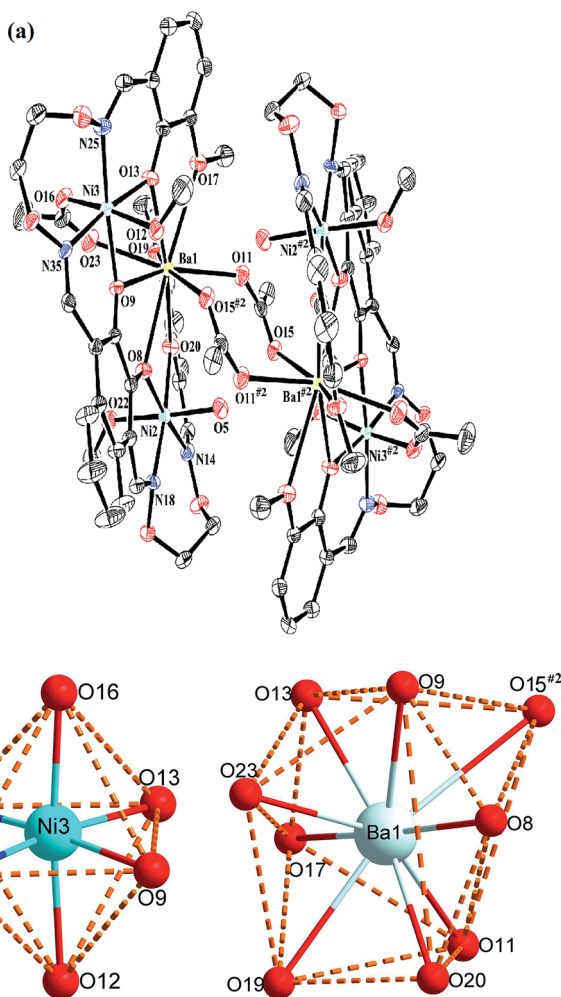 (a)
N25
O13
O17
O16
Ni3
O12
O19
Ni2#2
O23
Ba1
O11
N35
O9
O15#2
O15
O8
O20
O11#2
Ba1#2
O22
O5
Ni2
Ni3#2
N14
N18
O16
O13
O9
O15#2
O13
O23
Ni3
Ba1
O8
O17
O9
O11
O12
O19
O20